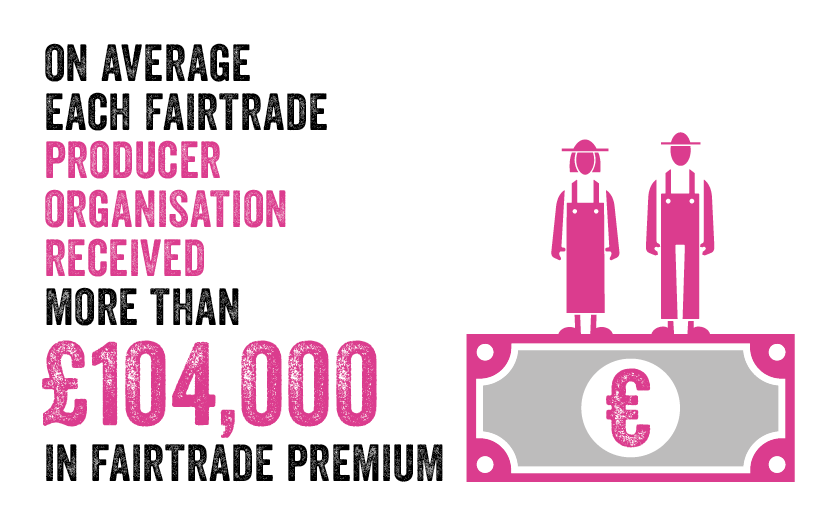 ON AVERAGE
EACH FAIRTRADE
PRODUCER
ORGANISATION
RECEIVED
MORE THAN
£104,000
IN FAIRTRADE PREMIUM
€